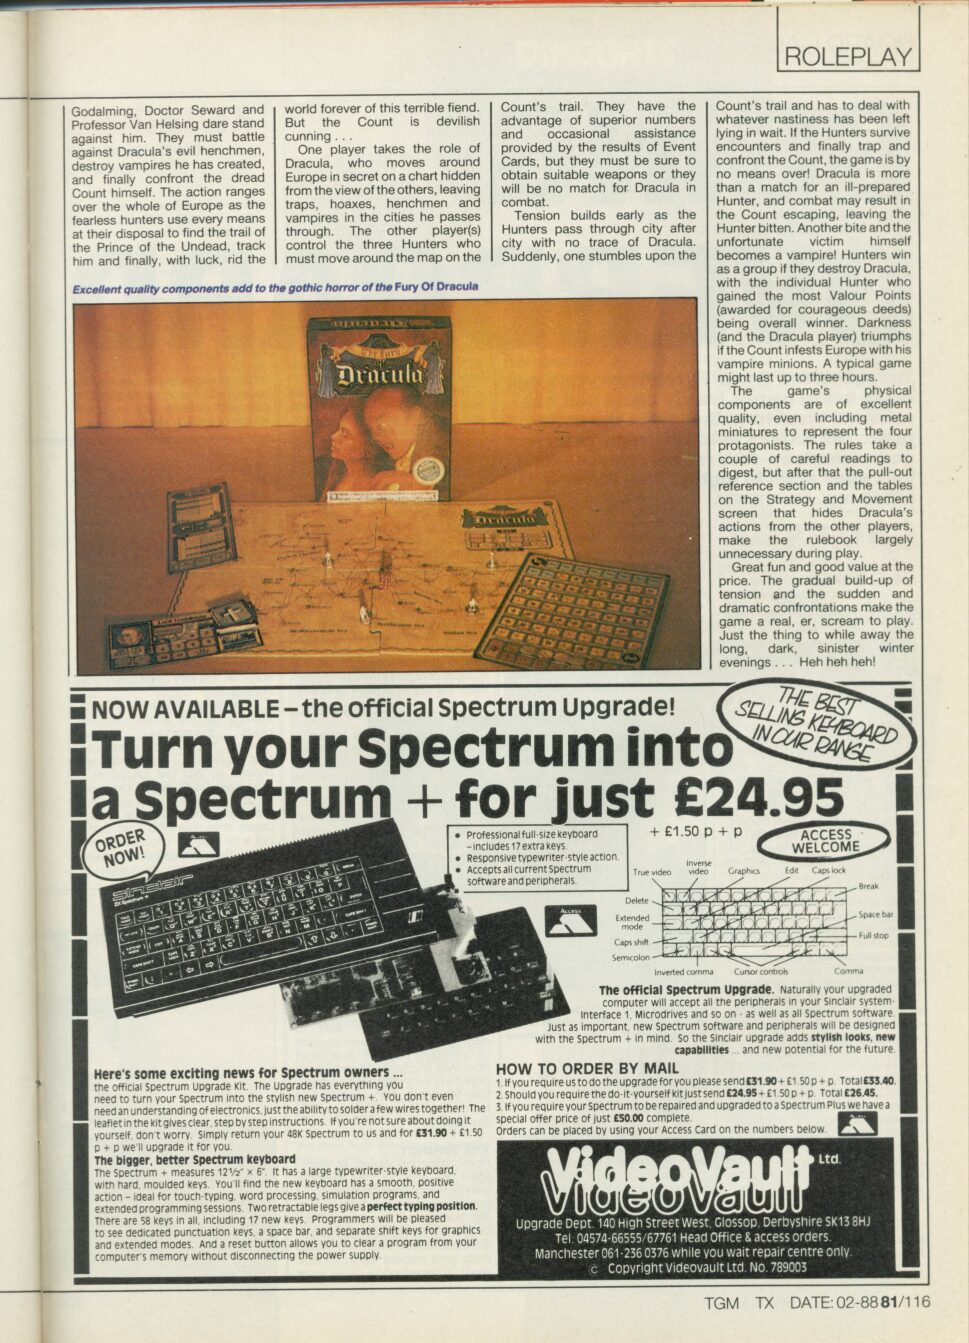 ROLEPLAY
Godalming, Doctor Seward and
Professor Van Helsing dare stand
against him. They must battle
against Dracula's evil henchmen,
destroy vampires he has created,
and finally confront the dread
Count himself. The action ranges
over the whole of Europe as the
fearless hunters use every means
at their disposal to find the trail of
the Prince of the Undead, track
him and finally, with luck, rid the
world forever of this terrible fiend.
But the Count is devilish
cunning . . .
One player takes the role of
Dracula, who moves around
Europe in secret on a chart hidden
from the view of the others, leaving
traps, hoaxes, henchmen and
vampires in the cities he passes
through. The other player(s)
control the three Hunters who
must move around the map on the
Count's trail. They have the
advantage of superior numbers
and occasional assistance
provided by the results of Event
Cards, but they must be sure to
obtain suitable weapons or they
will be no match for Dracula in
combat.
Tension builds early as the
Hunters pass through city after
city with no trace of Dracula.
Suddenly, one stumbles upon the
Count's trail and has to deal with
whatever nastiness has been left
lying in wait. If the Hunters survive
encounters and finally trap and
confront the Count, the game is by
no means over! Dracula is more
than a match for an ill-prepared
Hunter, and combat may result in
the Count escaping, leaving the
Hunter bitten. Another bite and the
unfortunate victim himself
becomes a vampire! Hunters win
as a group if they destroy Dracula,
with the individual Hunter who
gained the most Valour Points
(awarded for courageous deeds)
being overall winner. Darkness
(and the Dracula player) triumphs
if the Count infests Europe with his
vampire minions. A typical game
might last up to three hours.
The game's physical
components are of excellent
quality, even including metal
miniatures to represent the four
protagonists. The rules take a
couple of careful readings to
digest, but after that the pull-out
reference section and the tables
on the Strategy and Movement
screen that hides Dracula's
actions from the other players,
make the rulebook largely
unnecessary during play.
Great fun and good value at the
price. The gradual build-up of
tension and the sudden and
dramatic confrontations make the
game a real, er, scream to play.
Just the thing to while away the
long, dark, sinister winter
evenings . . . Heh heh heh!
Excellent quality components add to the gothic horror of the Fury Of Dracula
The Fury
of
Dracula
Dracula
NOW AVAILABLE – the official Spectrum Upgrade!
THE BEST
SELLING KEYBOARD
IN OUR RANGE
Turn your Spectrum into
a Spectrum + for just £24.95
+ £1.50 p + p
ORDER
NOW!
Access
• Professional full-size keyboard
– includes 17 extra keys.
• Responsive typewriter-style action.
• Accepts all current Spectrum
software and peripherals.
ACCESS
WELCOME
sinclair
ZX Spectrum +
Access
True video
Inverse
video
Graphics
Edit
Caps lock
Break
Delete
Extended
mode
Space bar
Caps shift
Full stop
Semicolon
Inverted comma
Cursor controls
Comma
The official Spectrum Upgrade. Naturally your upgraded
computer will accept all the peripherals in your Sinclair system-
Interface 1, Microdrives and so on - as well as all Spectrum software.
Just as important, new Spectrum software and peripherals will be designed
with the Spectrum + in mind. So the Sinclair upgrade adds stylish looks, new
capabilities ... and new potential for the future.
Here's some exciting news for Spectrum owners ...
the official Spectrum Upgrade Kit. The Upgrade has everything you
need to turn your Spectrum into the stylish new Spectrum +. You don't even
need an understanding of electronics, just the ability to solder a few wires together! The
leaflet in the kit gives clear, step by step instructions. If you're not sure about doing it
yourself, don't worry. Simply return your 48K Spectrum to us and for £31.90 + £1.50
p + p we'll upgrade it for you.
The bigger, better Spectrum keyboard
The Spectrum + measures 12½" × 6". It has a large typewriter-style keyboard,
with hard, moulded keys. You'll find the new keyboard has a smooth, positive
action – ideal for touch-typing, word processing, simulation programs, and
extended programming sessions. Two retractable legs give a perfect typing position.
There are 58 keys in all, including 17 new keys. Programmers will be pleased
to see dedicated punctuation keys, a space bar, and separate shift keys for graphics
and extended modes. And a reset button allows you to clear a program from your
computer's memory without disconnecting the power supply.
HOW TO ORDER BY MAIL
1. If you require us to do the upgrade for you please send £31.90 + £1.50 p + p. Total £33.40.
2. Should you require the do-it-yourself kit just send £24.95 + £1.50 p + p. Total £26.45.
3. If you require your Spectrum to be repaired and upgraded to a Spectrum Plus we have a
special offer price of just £50.00 complete.
Orders can be placed by using your Access Card on the numbers below.
VideoVault Ltd.
Upgrade Dept. 140 High Street West, Glossop, Derbyshire SK13 8HJ
Tel: 04574-66555/67761 Head Office & access orders.
Manchester 061-236 0376 while you wait repair centre only.
© Copyright Videovault Ltd. No. 789003
TGM TX DATE: 02-88 81/116